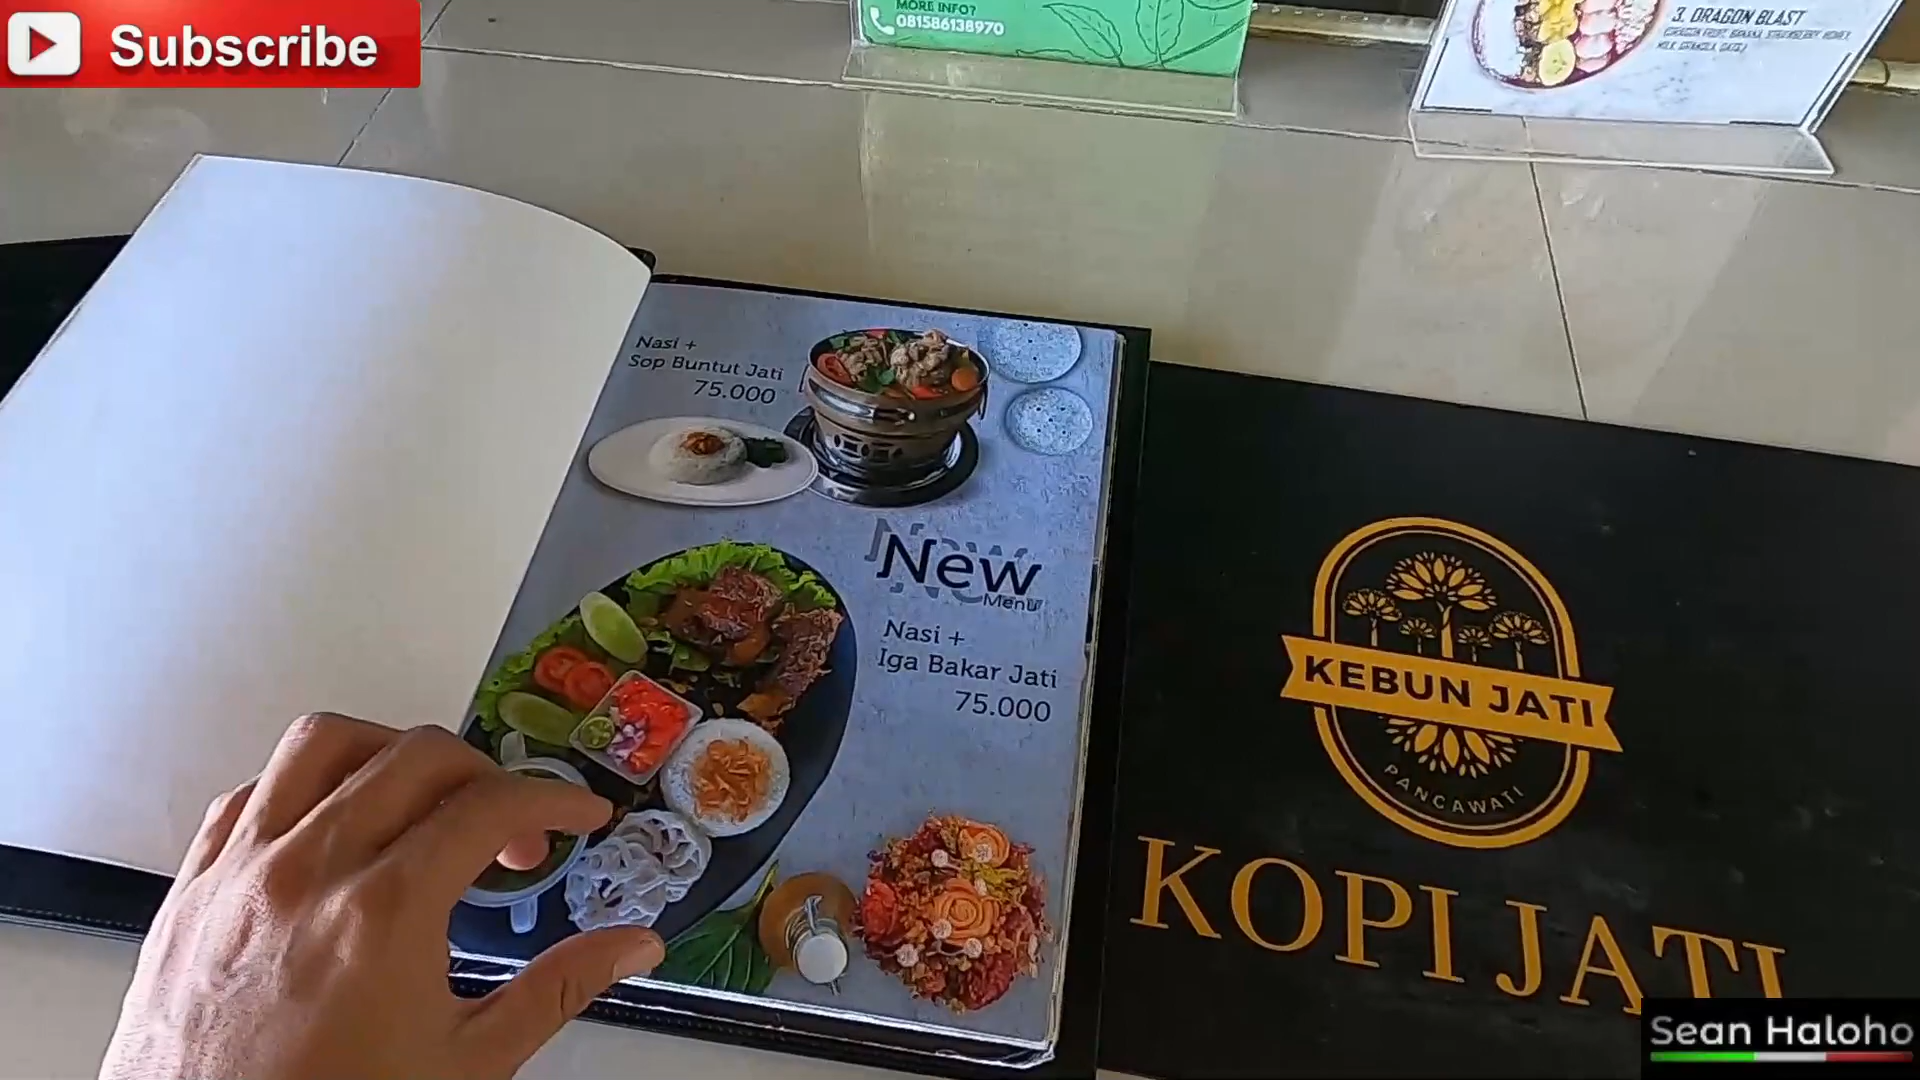 Subscribe
MORE INFO?
081586138970
3. DRAGON BLAST
Nasi +
Sop Buntut Jati
75.000
New
Menu
Nasi +
Iga Bakar Jati
75.000
KEBUN JATI
PANCAWATI
KOPI JATI
Sean Haloho